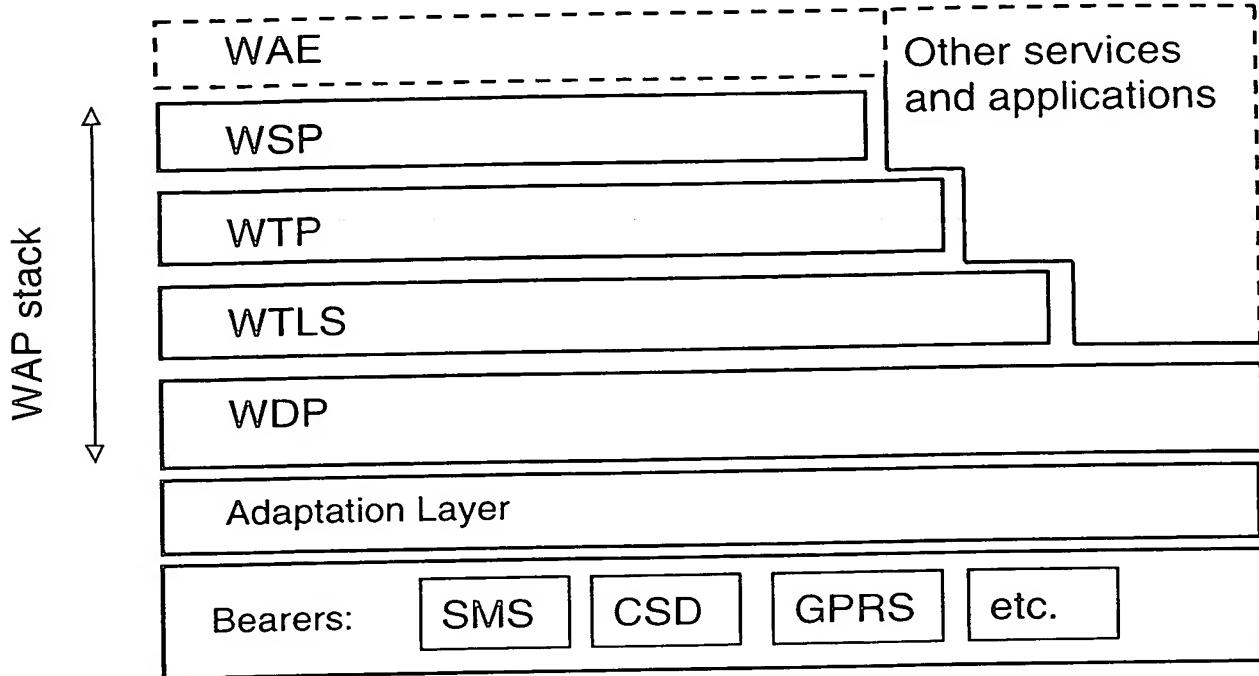 WAE
Other services
and applications
WSP
WTP
WTLS
WDP
WAP stack
Adaptation Layer
Bearers: SMS CSD GPRS etc.